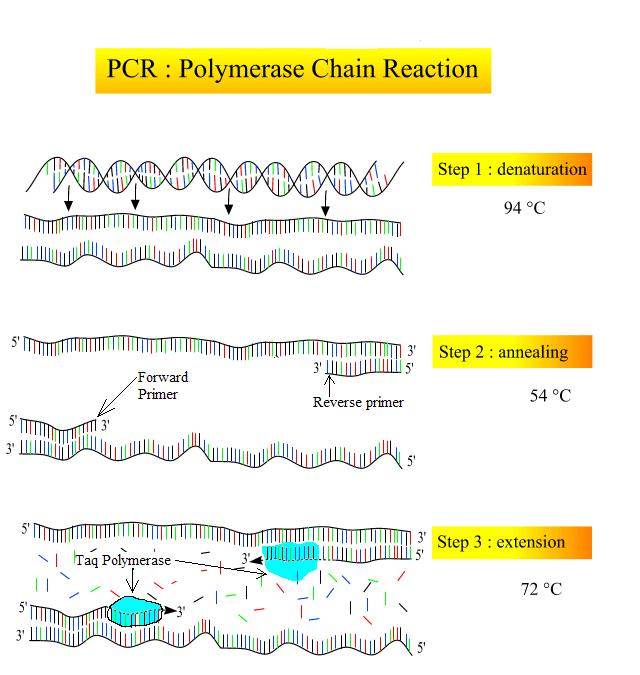 PCR : Polymerase Chain Reaction
Step 1 : denaturation
94 °C
5'
3'
Step 2 : annealing
3'
5'
Forward
Primer
Reverse primer
54 °C
5'
3'
3'
5'
5'
3'
Step 3 : extension
Taq Polymerase
3'
5'
72 °C
5'
3'
3'
5'